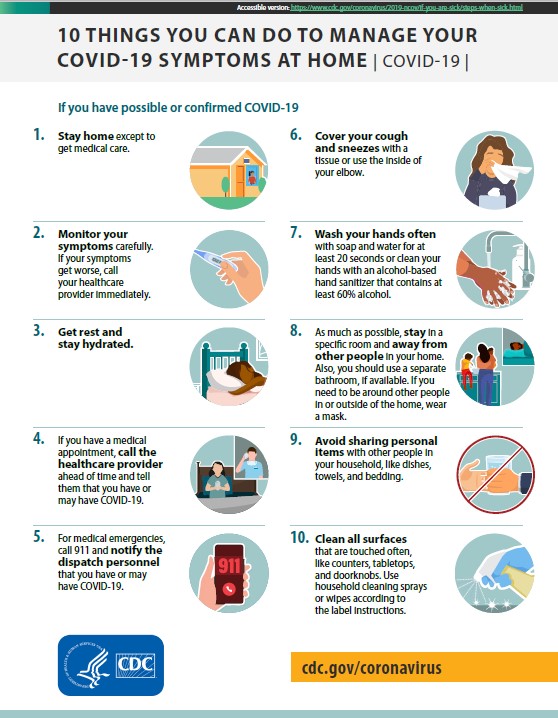 Accessible version: https://www.cdc.gov/coronavirus/2019-ncov/if-you-are-sick/steps-when-sick.html
10 THINGS YOU CAN DO TO MANAGE YOUR
COVID-19 SYMPTOMS AT HOME | COVID-19 |
If you have possible or confirmed COVID-19
1. Stay home except to
get medical care.
2. Monitor your
symptoms carefully.
If your symptoms
get worse, call
your healthcare
provider immediately.
3. Get rest and
stay hydrated.
4. If you have a medical
appointment, call the
healthcare provider
ahead of time and tell
them that you have or
may have COVID-19.
5. For medical emergencies,
call 911 and notify the
dispatch personnel
that you have or may
have COVID-19.
911
6. Cover your cough
and sneezes with a
tissue or use the inside of
your elbow.
7. Wash your hands often
with soap and water for at
least 20 seconds or clean your
hands with an alcohol-based
hand sanitizer that contains at
least 60% alcohol.
8. As much as possible, stay in a
specific room and away from
other people in your home.
Also, you should use a separate
bathroom, if available. If you
need to be around other people
in or outside of the home, wear
a mask.
9. Avoid sharing personal
items with other people in
your household, like dishes,
towels, and bedding.
10. Clean all surfaces
that are touched often,
like counters, tabletops,
and doorknobs. Use
household cleaning sprays
or wipes according to
the label instructions.
CDC
cdc.gov/coronavirus